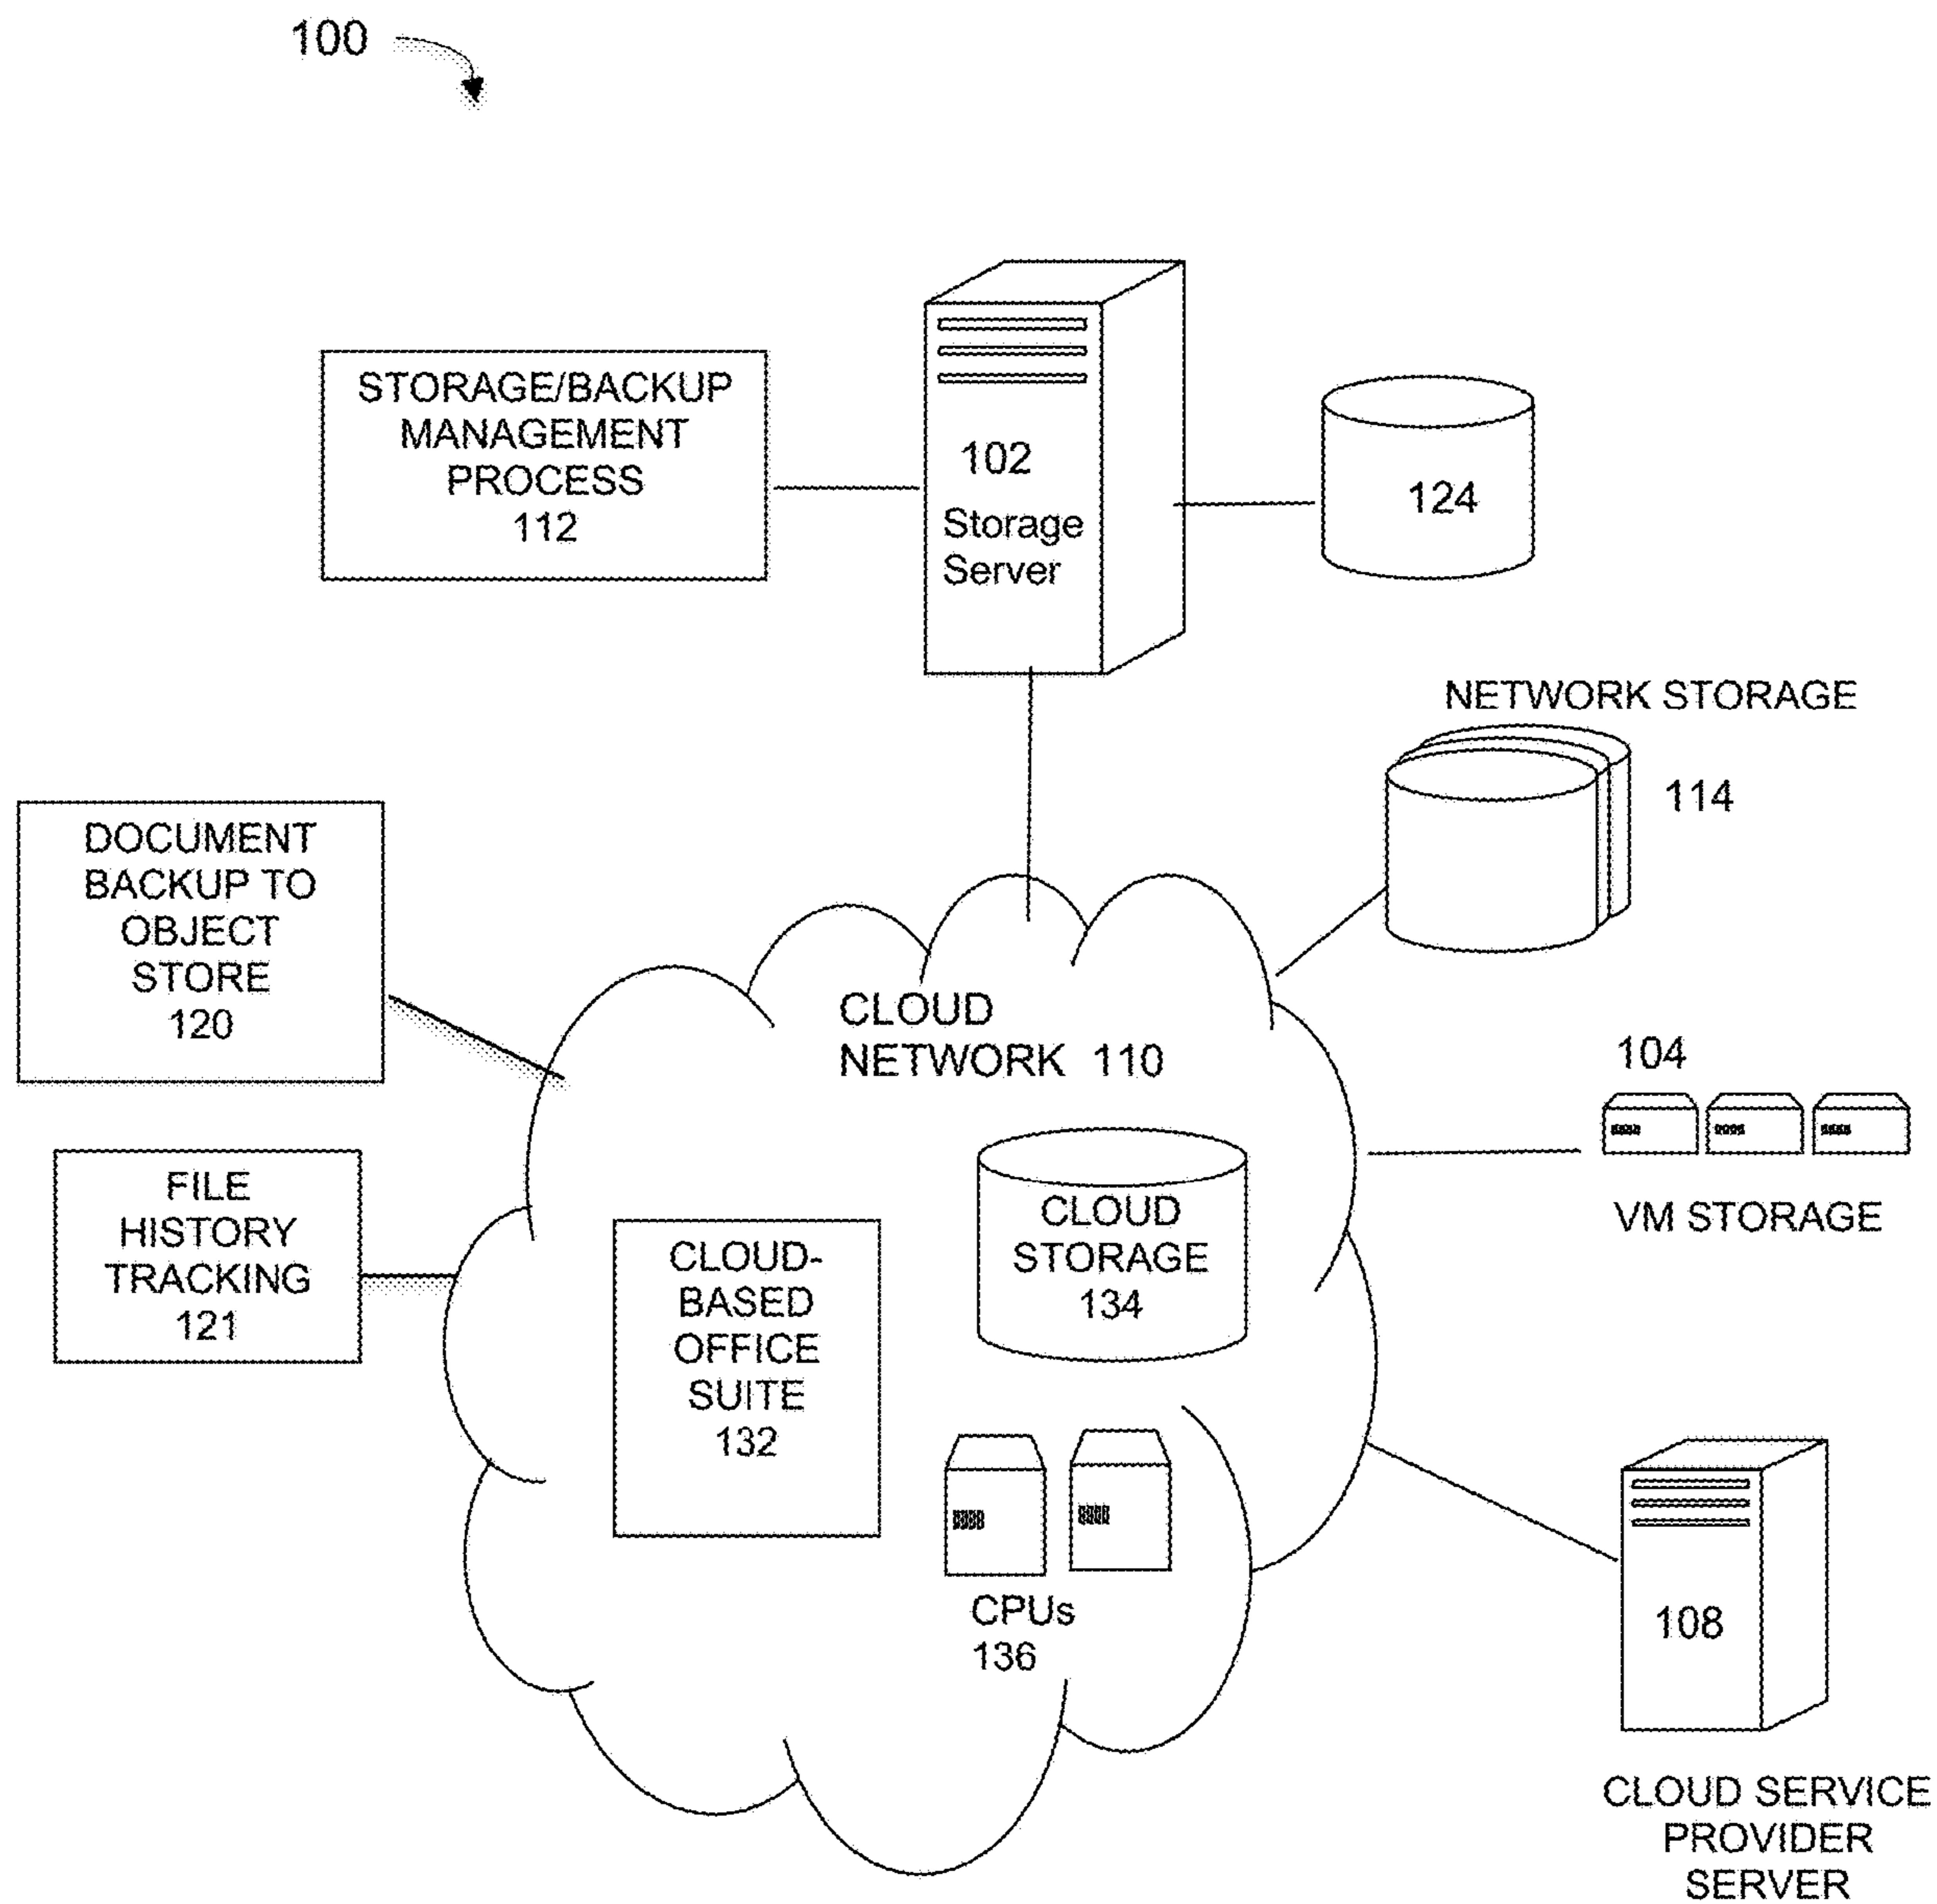 100
STORAGE/BACKUP
MANAGEMENT
PROCESS
112
102
Storage
Server
124
NETWORK STORAGE
114
DOCUMENT
BACKUP TO
OBJECT
STORE
120
CLOUD
NETWORK 110
104
VM STORAGE
FILE
HISTORY
TRACKING
121
CLOUD-
BASED
OFFICE
SUITE
132
CLOUD
STORAGE
134
CPUs
136
108
CLOUD SERVICE
PROVIDER
SERVER